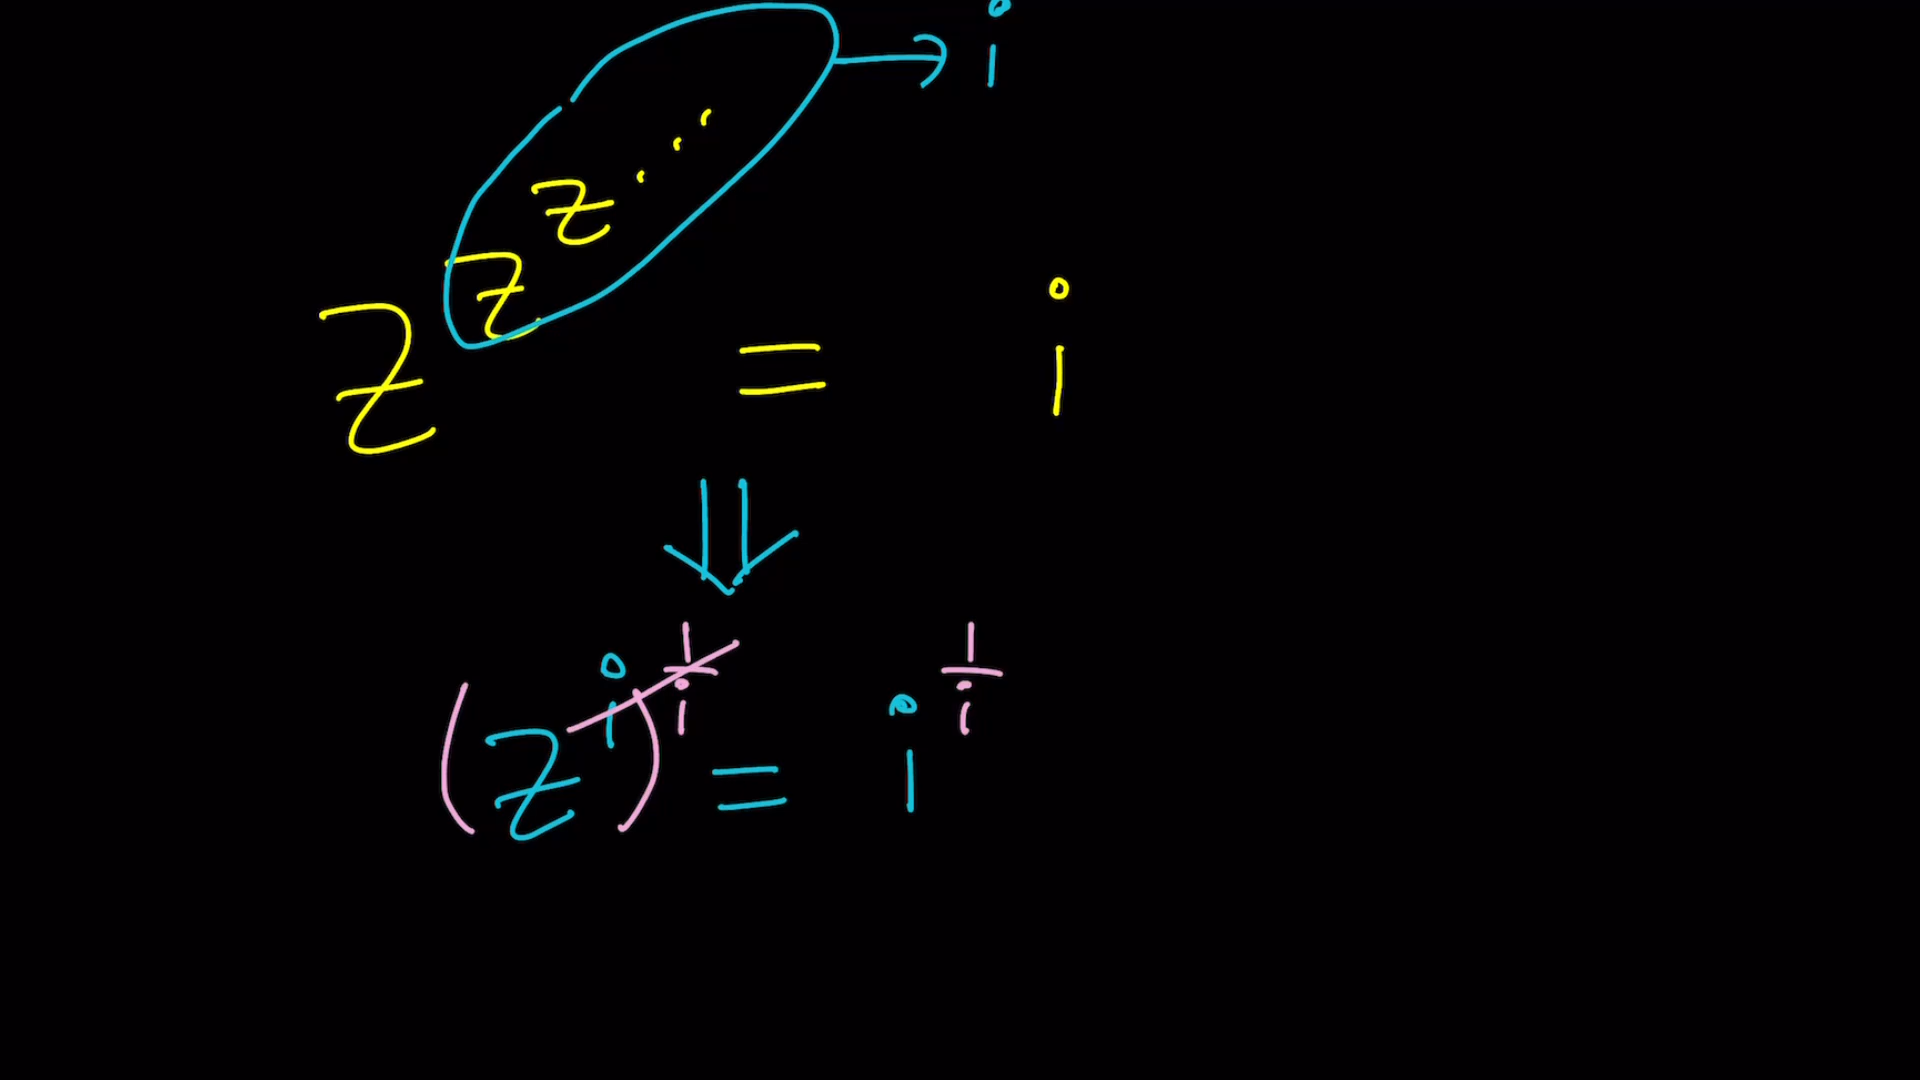 → i
z^z^z^⋰ = i
⇓
(z^i)^(1/i) = i^(1/i)